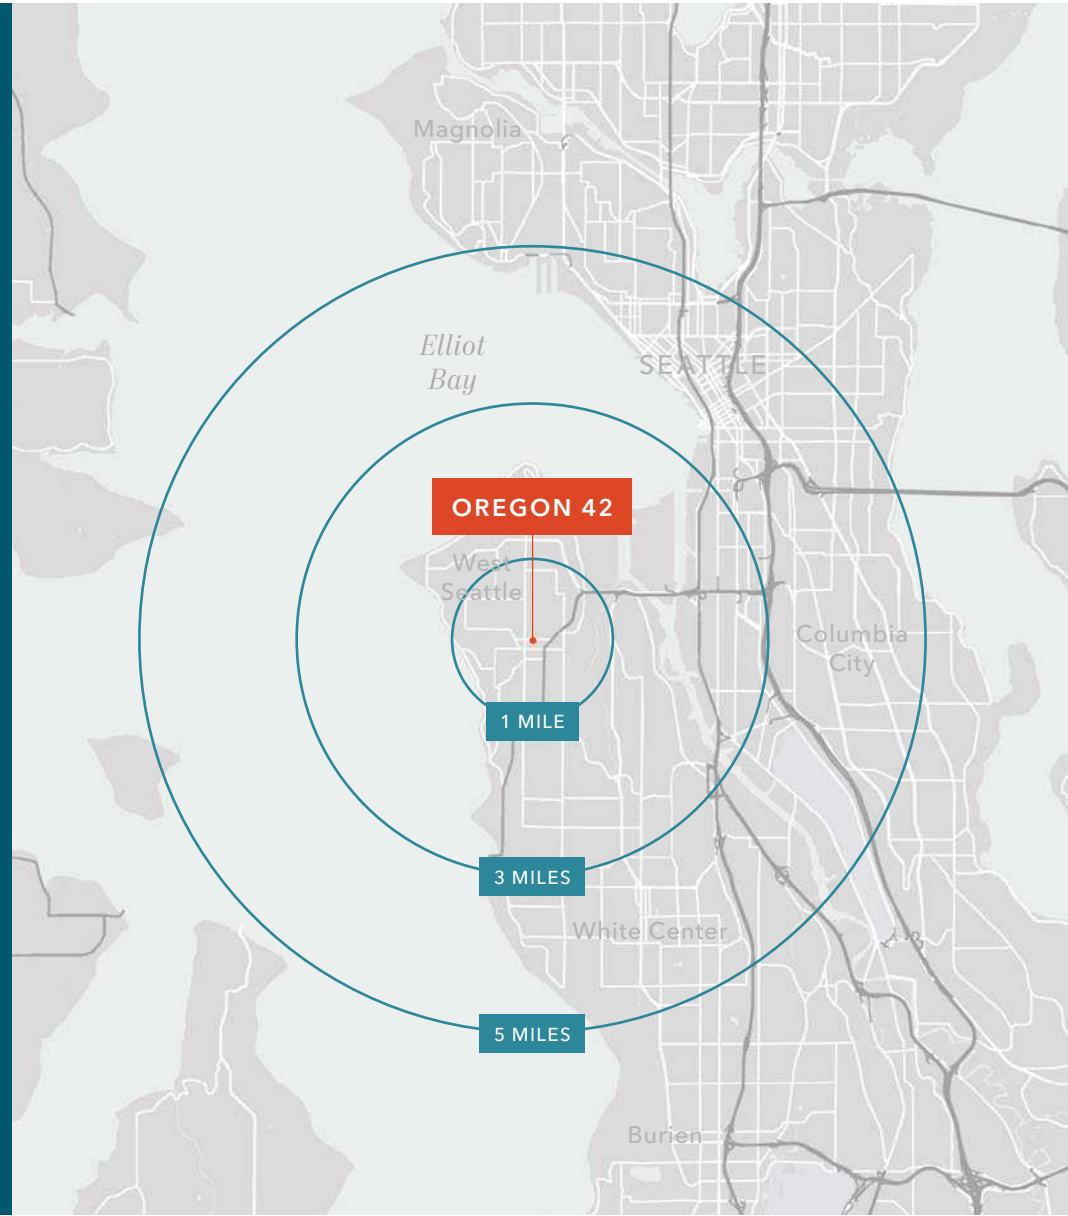 Magnolia
Elliot
Bay
SEATTLE
OREGON 42
West
Seattle
Columbia
City
1 MILE
3 MILES
White Center
5 MILES
Burien